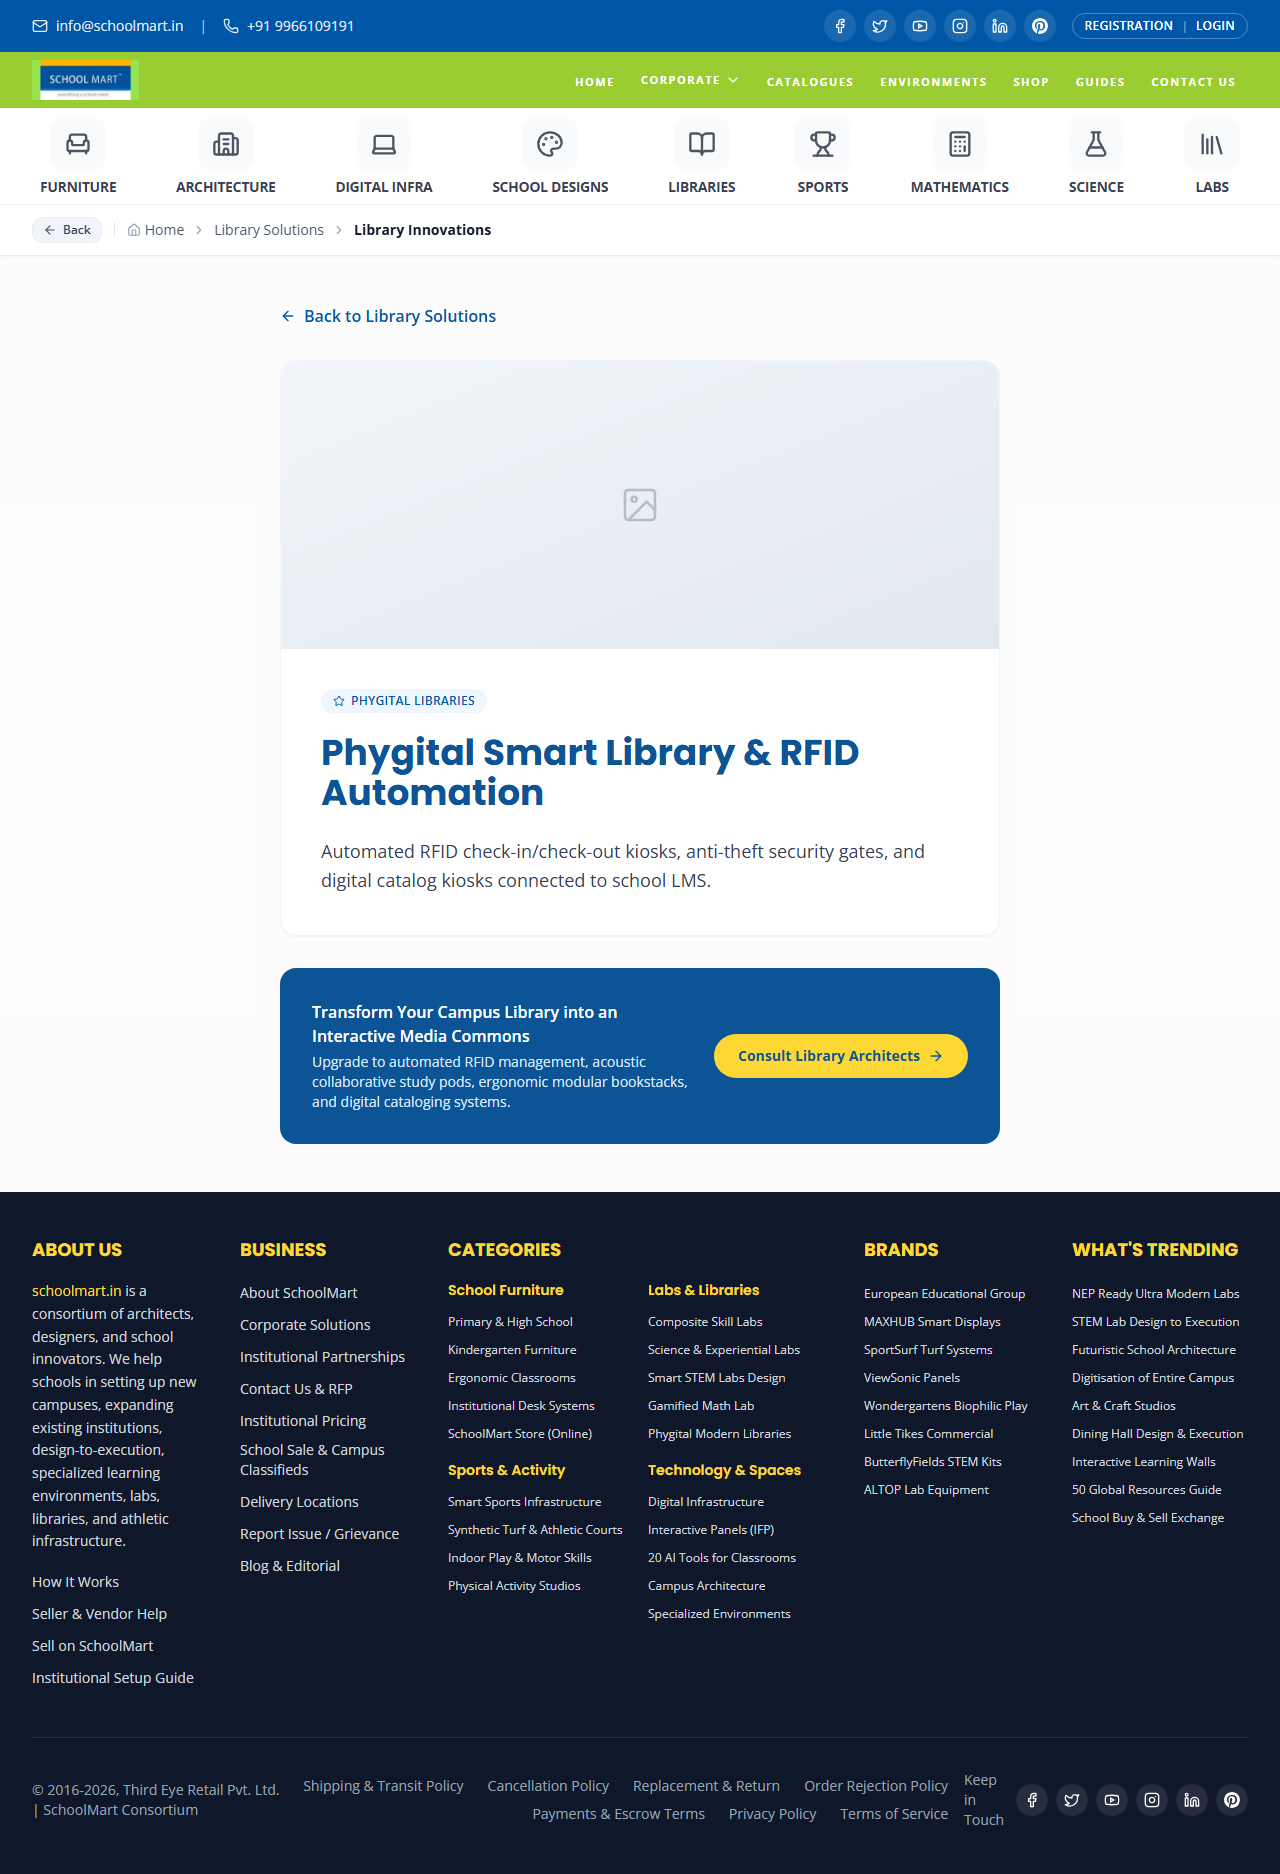 info@schoolmart.in | +91 9966109191
REGISTRATION | LOGIN
SCHOOL MART
HOME CORPORATE CATALOGUES ENVIRONMENTS SHOP GUIDES CONTACT US
FURNITURE ARCHITECTURE DIGITAL INFRA SCHOOL DESIGNS LIBRARIES SPORTS MATHEMATICS SCIENCE LABS
Back Home Library Solutions Library Innovations
Back to Library Solutions
PHYGITAL LIBRARIES
Phygital Smart Library & RFID
Automation
Automated RFID check-in/check-out kiosks, anti-theft security gates, and
digital catalog kiosks connected to school LMS.
Transform Your Campus Library into an
Interactive Media Commons
Upgrade to automated RFID management, acoustic
collaborative study pods, ergonomic modular bookstacks,
and digital cataloging systems.
Consult Library Architects
ABOUT US
schoolmart.in is a
consortium of architects,
designers, and school
innovators. We help
schools in setting up new
campuses, expanding
existing institutions,
design-to-execution,
specialized learning
environments, labs,
libraries, and athletic
infrastructure.
How It Works
Seller & Vendor Help
Sell on SchoolMart
Institutional Setup Guide
BUSINESS
About SchoolMart
Corporate Solutions
Institutional Partnerships
Contact Us & RFP
Institutional Pricing
School Sale & Campus
Classifieds
Delivery Locations
Report Issue / Grievance
Blog & Editorial
CATEGORIES
School Furniture
Primary & High School
Kindergarten Furniture
Ergonomic Classrooms
Institutional Desk Systems
SchoolMart Store (Online)
Labs & Libraries
Composite Skill Labs
Science & Experiential Labs
Smart STEM Labs Design
Gamified Math Lab
Phygital Modern Libraries
Sports & Activity
Smart Sports Infrastructure
Synthetic Turf & Athletic Courts
Indoor Play & Motor Skills
Physical Activity Studios
Technology & Spaces
Digital Infrastructure
Interactive Panels (IFP)
20 AI Tools for Classrooms
Campus Architecture
Specialized Environments
BRANDS
European Educational Group
MAXHUB Smart Displays
SportSurf Turf Systems
ViewSonic Panels
Wondergartens Biophilic Play
Little Tikes Commercial
ButterflyFields STEM Kits
ALTOP Lab Equipment
WHAT'S TRENDING
NEP Ready Ultra Modern Labs
STEM Lab Design to Execution
Futuristic School Architecture
Digitisation of Entire Campus
Art & Craft Studios
Dining Hall Design & Execution
Interactive Learning Walls
50 Global Resources Guide
School Buy & Sell Exchange
© 2016-2026, Third Eye Retail Pvt. Ltd.
| SchoolMart Consortium
Shipping & Transit Policy Cancellation Policy Replacement & Return Order Rejection Policy
Payments & Escrow Terms Privacy Policy Terms of Service
Keep
in
Touch